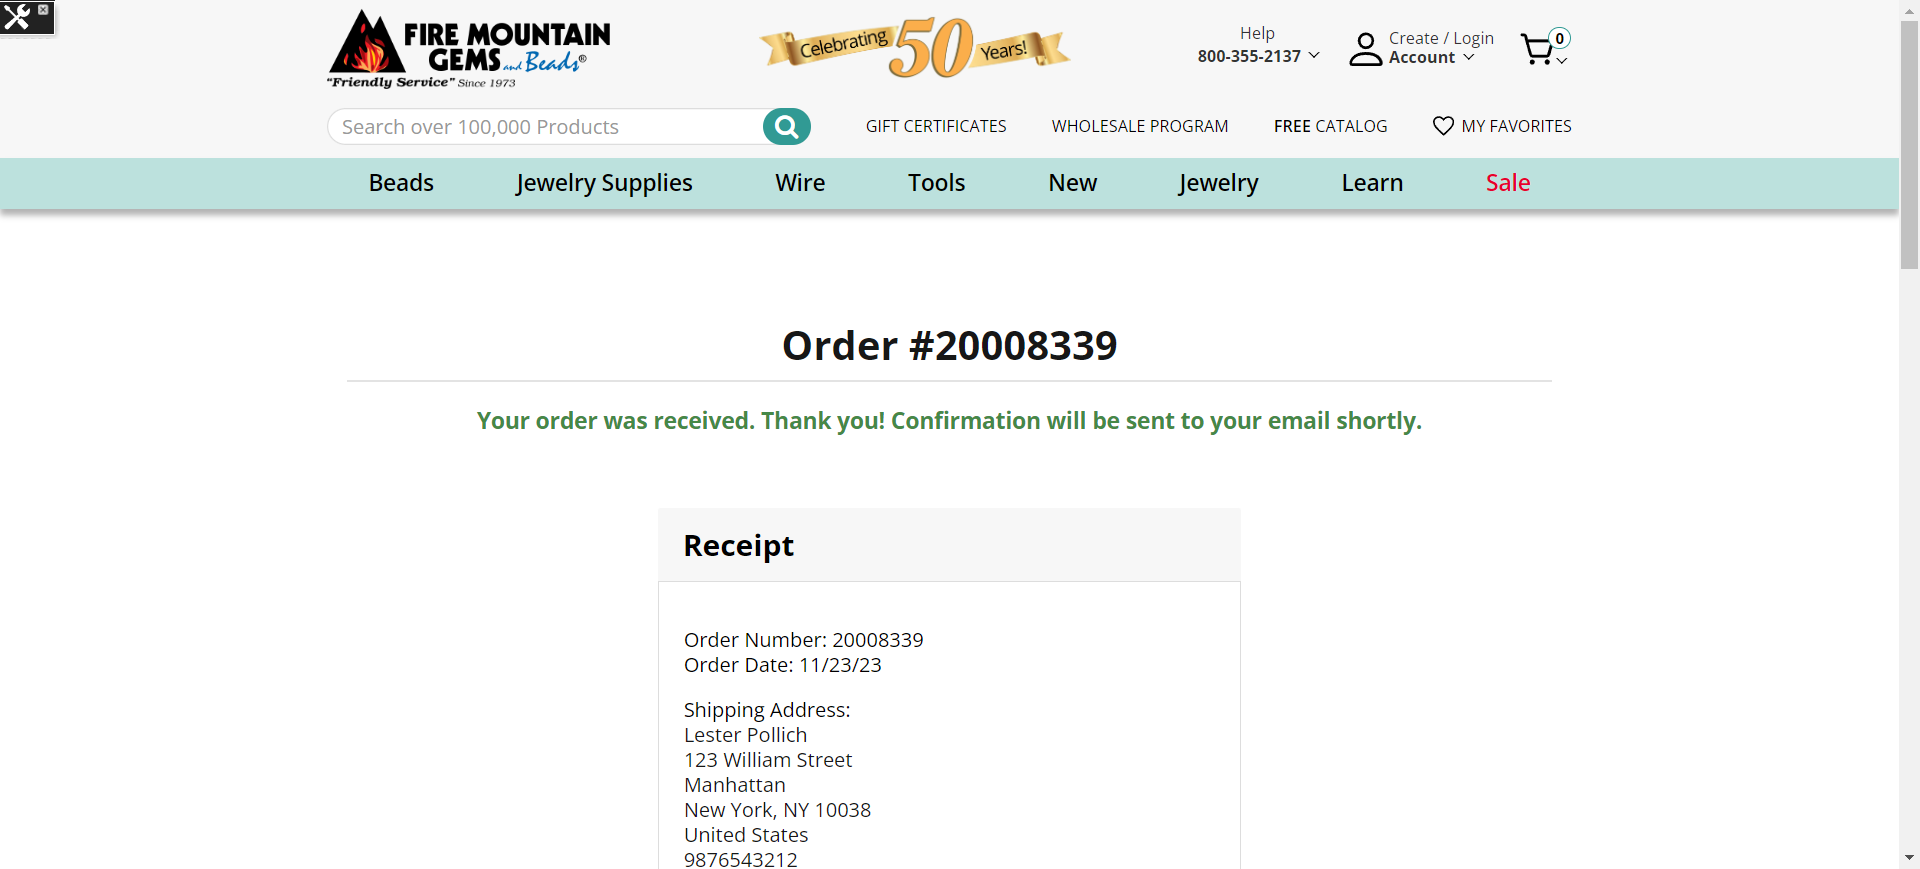 FIRE MOUNTAIN
GEMS and Beads®
"Friendly Service" Since 1973
Celebrating 50 Years!
Help
800-355-2137
Create / Login
Account
0
Search over 100,000 Products
GIFT CERTIFICATES
WHOLESALE PROGRAM
FREE CATALOG
MY FAVORITES
Beads
Jewelry Supplies
Wire
Tools
New
Jewelry
Learn
Sale
Order #20008339
Your order was received. Thank you! Confirmation will be sent to your email shortly.
Receipt
Order Number: 20008339
Order Date: 11/23/23
Shipping Address:
Lester Pollich
123 William Street
Manhattan
New York, NY 10038
United States
9876543212